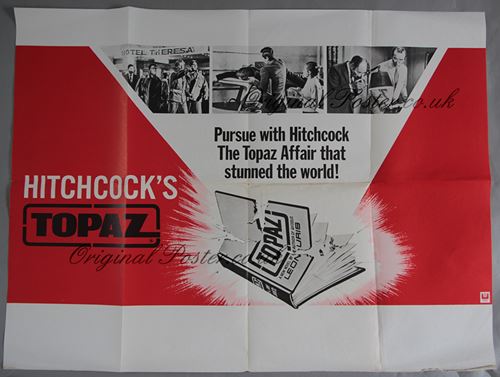 HOTEL THERESA
Original Poster.co.uk
Pursue with Hitchcock
The Topaz Affair that
stunned the world!
HITCHCOCK'S
TOPAZ
TOPAZ
LEON URIS
Original Poster.co